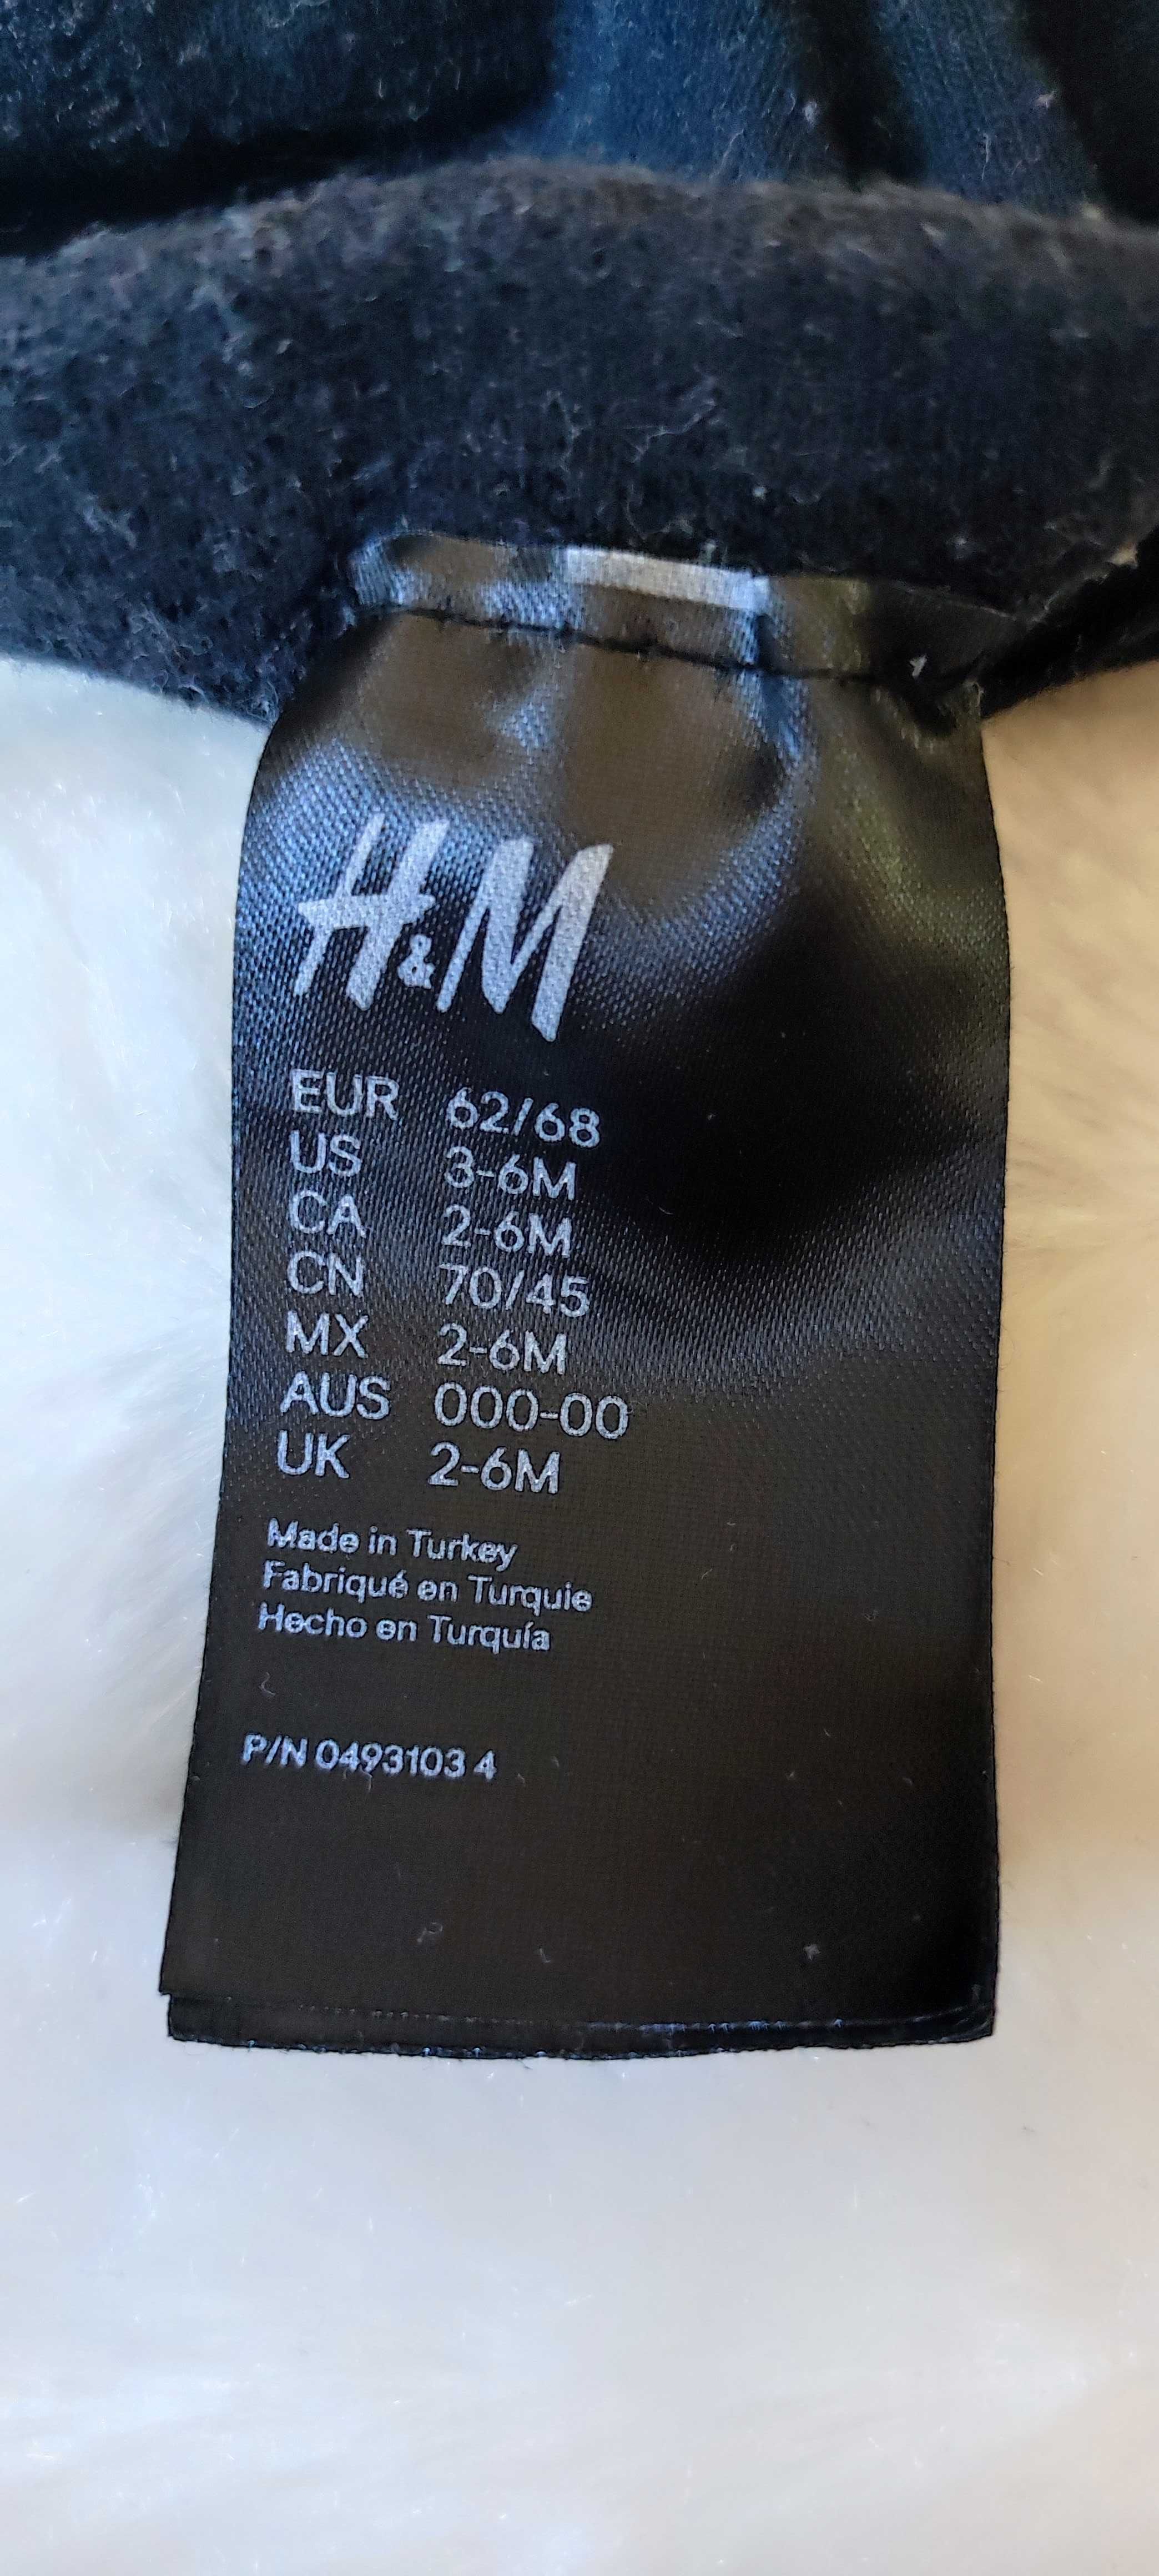 H&M
EUR 62/68
US 3-6M
CA 2-6M
CN 70/45
MX 2-6M
AUS 000-00
UK 2-6M
Made in Turkey
Fabriqué en Turquie
Hecho en Turquía
P/N 0493103 4